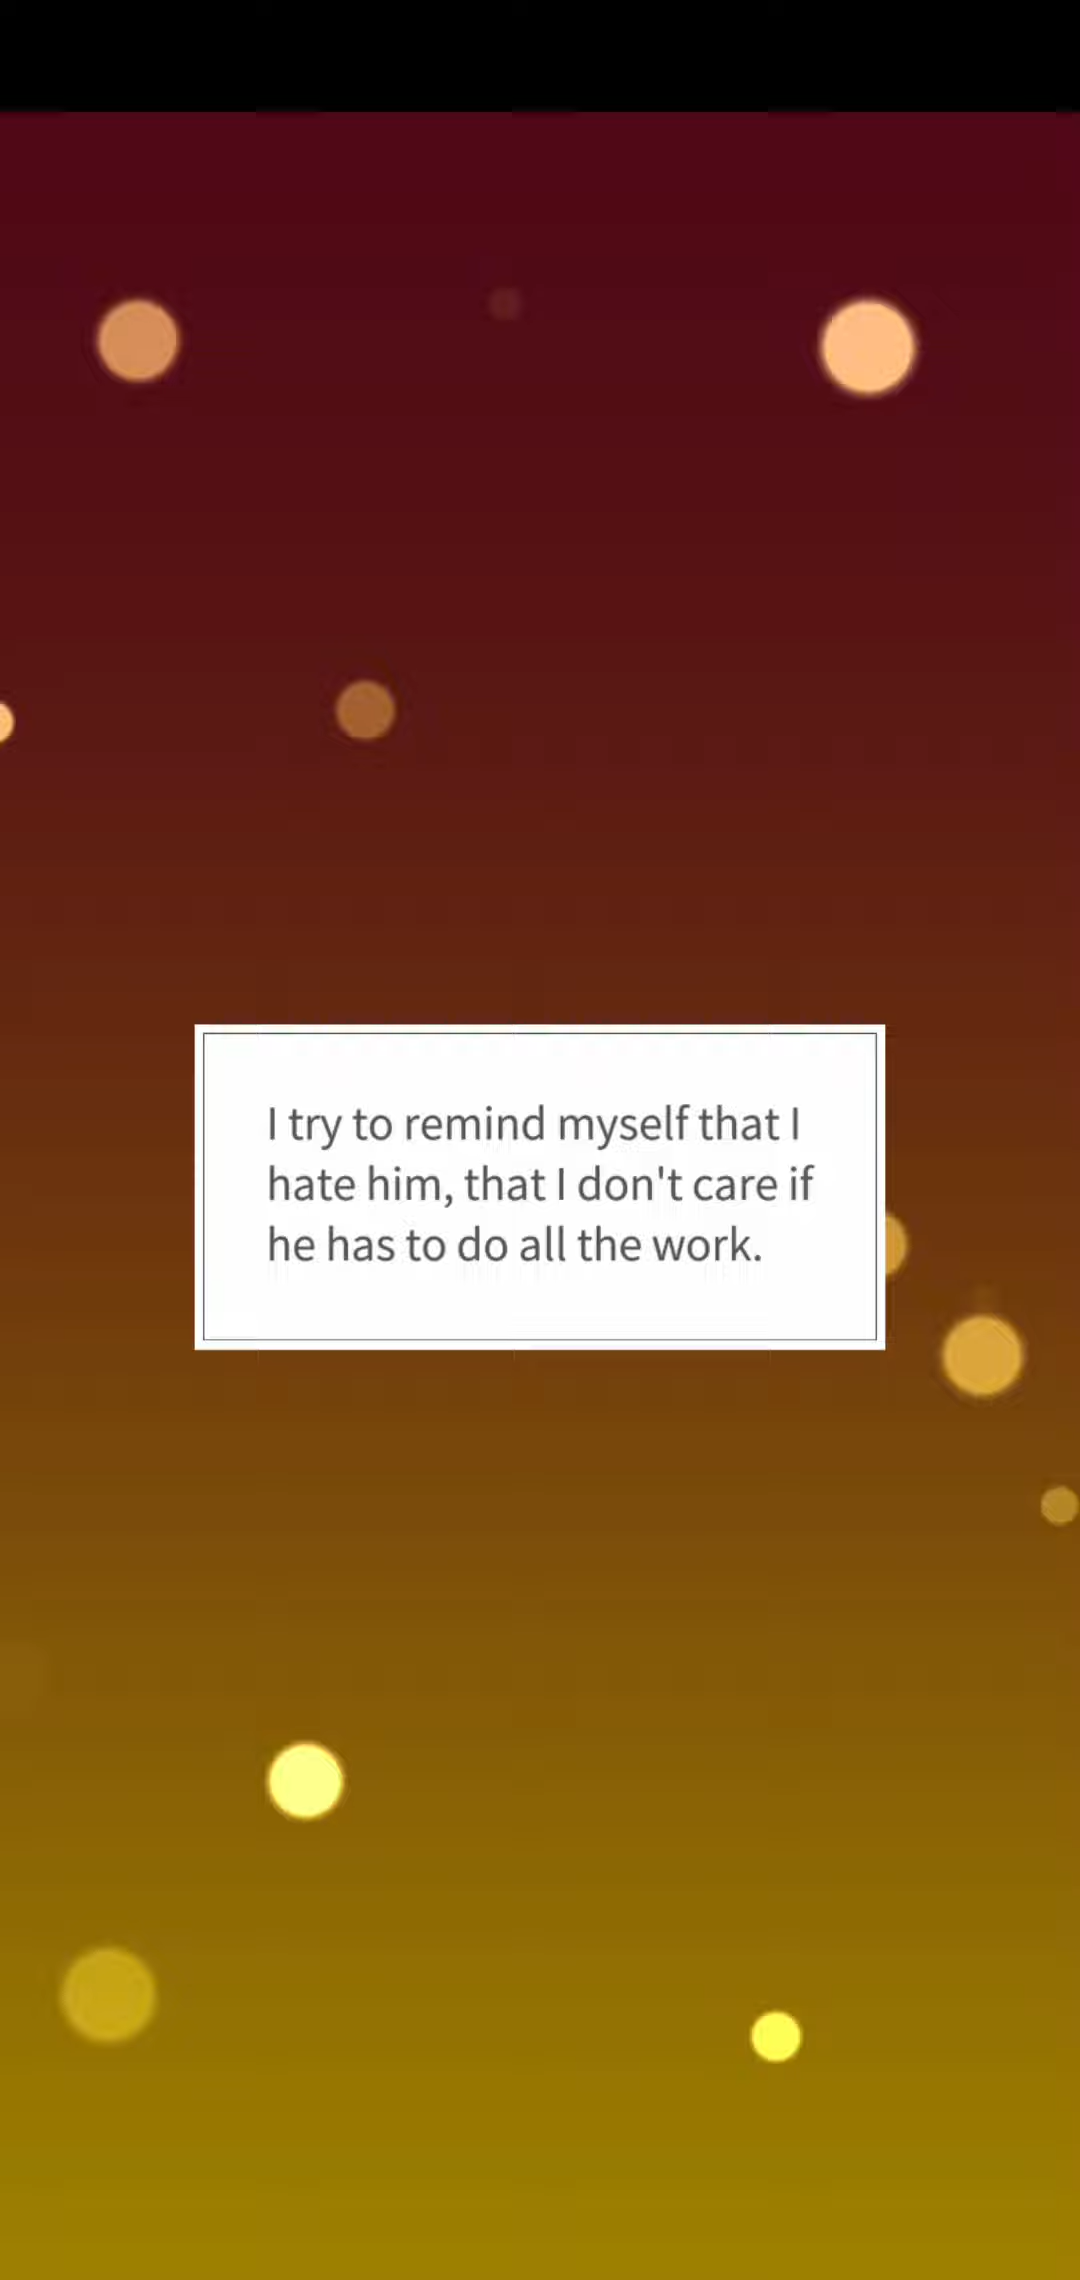 I try to remind myself that I
hate him, that I don't care if
he has to do all the work.